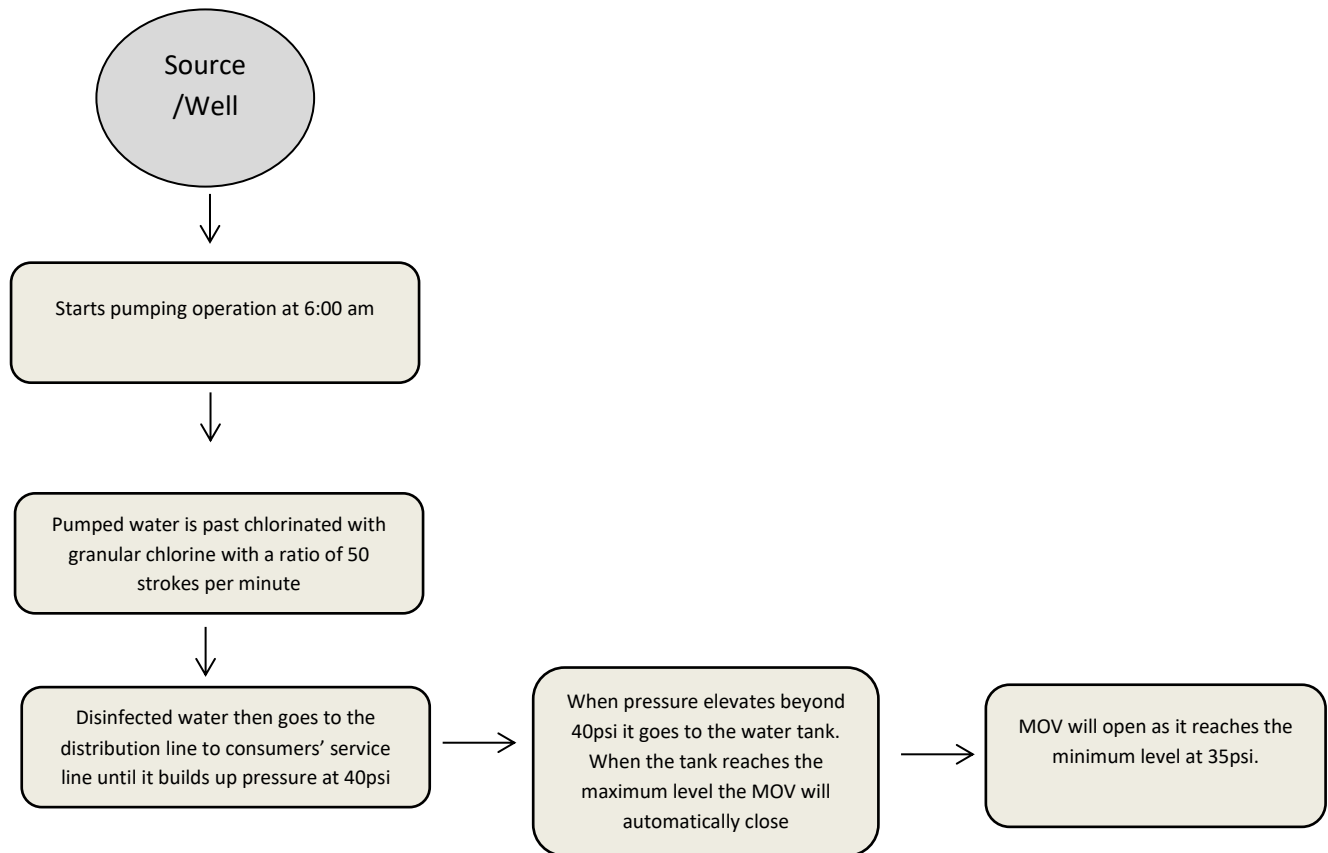 Source
/Well
Starts pumping operation at 6:00 am
Pumped water is past chlorinated with
granular chlorine with a ratio of 50
strokes per minute
Disinfected water then goes to the
distribution line to consumers’ service
line until it builds up pressure at 40psi
When pressure elevates beyond
40psi it goes to the water tank.
When the tank reaches the
maximum level the MOV will
automatically close
MOV will open as it reaches the
minimum level at 35psi.